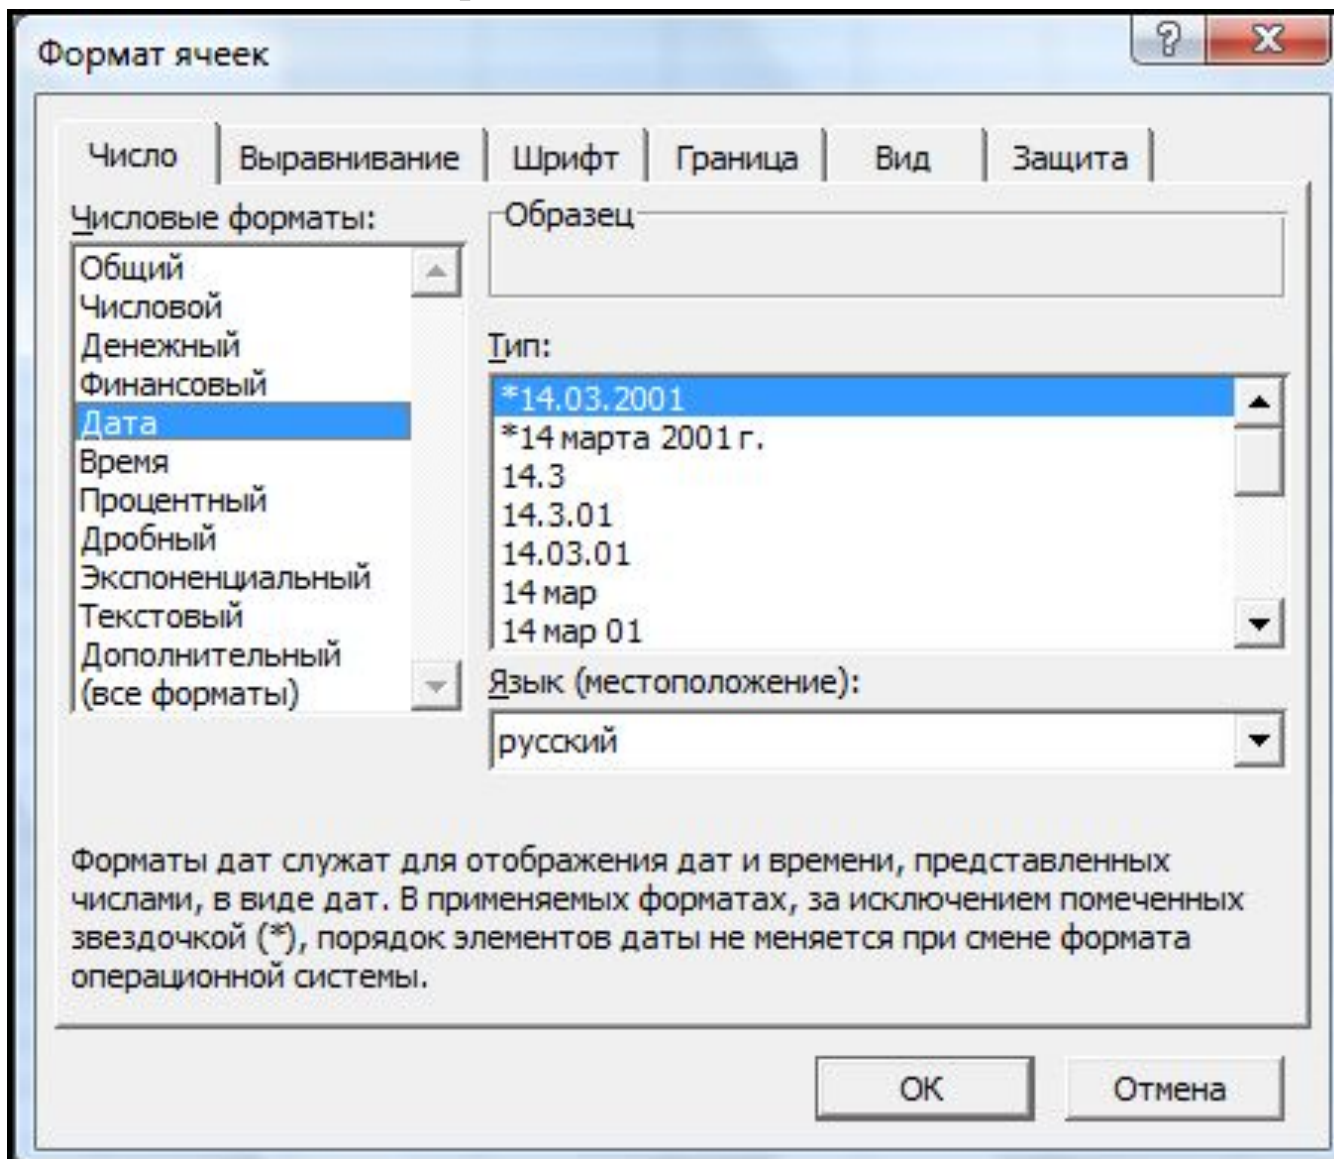 Формат ячеек
Число Выравнивание Шрифт Граница Вид Защита
Числовые форматы:
Общий
Числовой
Денежный
Финансовый
Дата
Время
Процентный
Дробный
Экспоненциальный
Текстовый
Дополнительный
(все форматы)
Образец
Тип:
*14.03.2001
*14 марта 2001 г.
14.3
14.3.01
14.03.01
14 мар
14 мар 01
Язык (местоположение):
русский
Форматы дат служат для отображения дат и времени, представленных
числами, в виде дат. В применяемых форматах, за исключением помеченных
звездочкой (*), порядок элементов даты не меняется при смене формата
операционной системы.
ОК Отмена